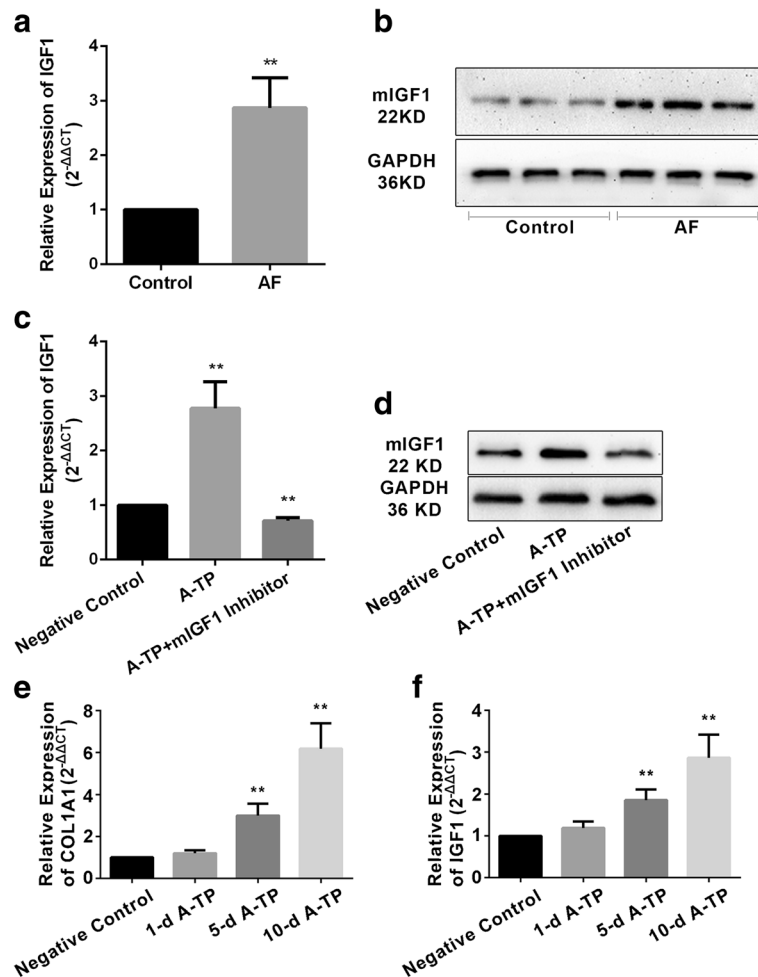 a
Relative Expression of IGF1
(2-ΔΔCT)
4
3
2
1
0
**
Control
AF
b
mIGF1
22KD
GAPDH
36KD
Control
AF
c
Relative Expression of IGF1
(2-ΔΔCT)
4
3
2
1
0
**
**
Negative Control
A-TP
A-TP+mIGF1 Inhibitor
d
mIGF1
22 KD
GAPDH
36 KD
Negative Control
A-TP
A-TP+mIGF1 Inhibitor
e
Relative Expression
of COL1A1 (2-ΔΔCT)
8
6
4
2
0
**
**
Negative Control
1-d A-TP
5-d A-TP
10-d A-TP
f
Relative Expression
of IGF1 (2-ΔΔCT)
4
3
2
1
0
**
**
Negative Control
1-d A-TP
5-d A-TP
10-d A-TP